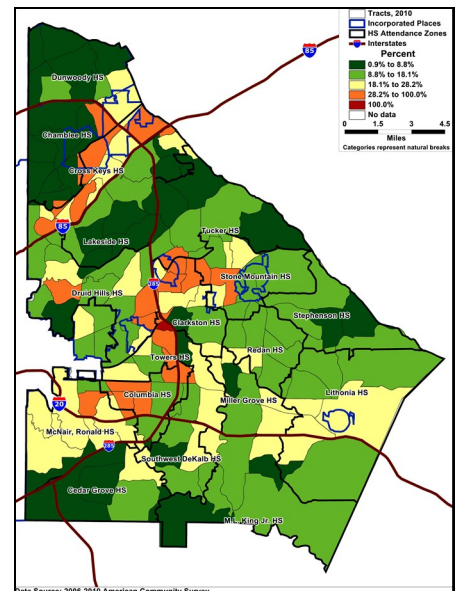 Tracts, 2010
Incorporated Places
HS Attendance Zones
Interstates
Percent
0.9% to 8.8%
8.8% to 18.1%
18.1% to 28.2%
28.2% to 100.0%
100.0%
No data
0 1.5 3 4.5
Miles
Categories represent natural breaks
85
Dunwoody HS
Chamblee HS
Cross Keys HS
85
Lakeside HS
Tucker HS
Stone Mountain HS
285
Druid Hills HS
Stephenson HS
Clarkston HS
Redan HS
Towers HS
Lithonia HS
Columbia HS
Miller Grove HS
20
McNair, Ronald HS
285
Southwest DeKalb HS
Cedar Grove HS
M.L. King Jr. HS
Data Source: 2006-2010 American Community Survey